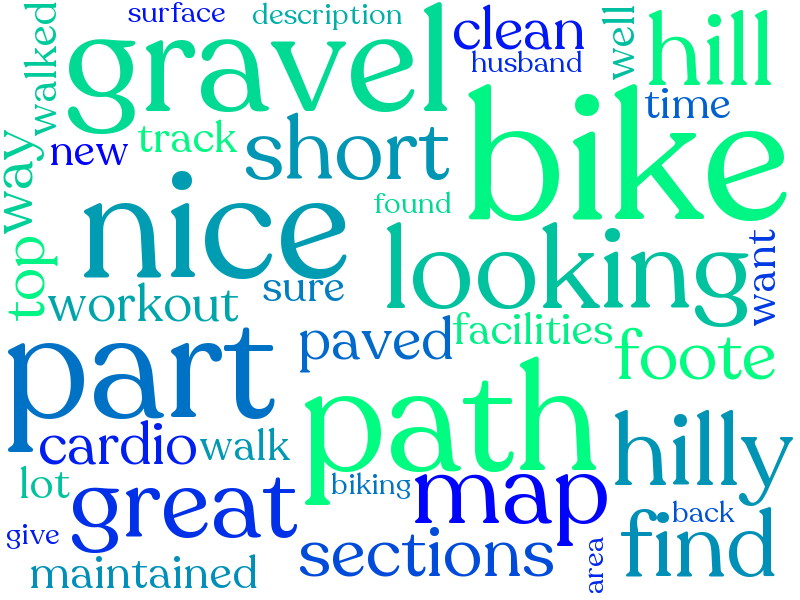 surface
description
walked
gravel
clean
well
hill
husband
time
bike
new
track
short
way
nice
found
looking
want
top
sure
workout
part
paved
facilities
foote
path
cardio
walk
hilly
lot
great
biking
map
give
sections
back
find
area
maintained